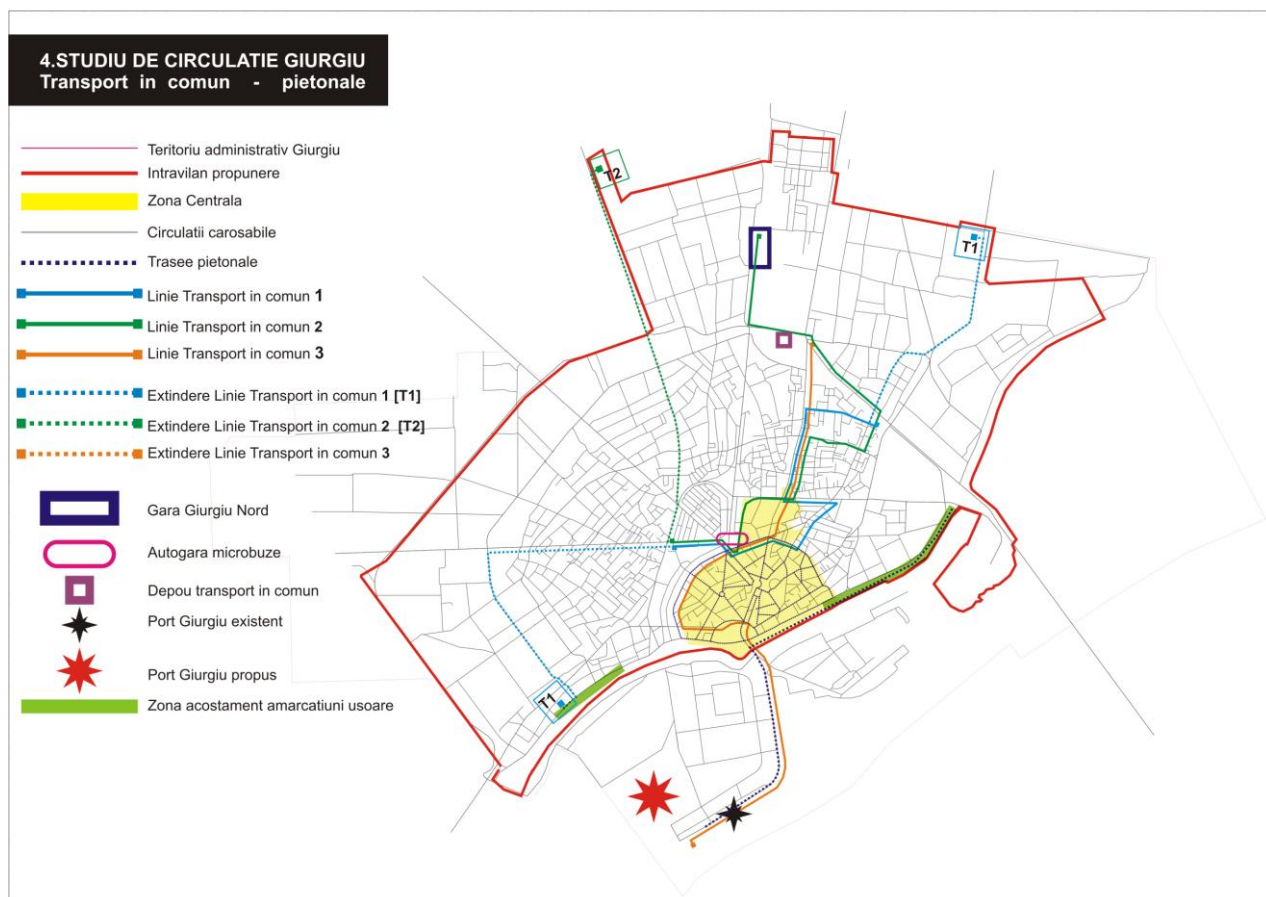 4.STUDIU DE CIRCULATIE GIURGIU
Transport in comun - pietonale
Teritoriu administrativ Giurgiu
Intravilan propunere
Zona Centrala
Circulatii carosabile
Trasee pietonale
Linie Transport in comun 1
Linie Transport in comun 2
Linie Transport in comun 3
Extindere Linie Transport in comun 1 [T1]
Extindere Linie Transport in comun 2 [T2]
Extindere Linie Transport in comun 3
Gara Giurgiu Nord
Autogara microbuze
Depou transport in comun
Port Giurgiu existent
Port Giurgiu propus
Zona acostament amarcatiuni usoare
T2
T1
T1